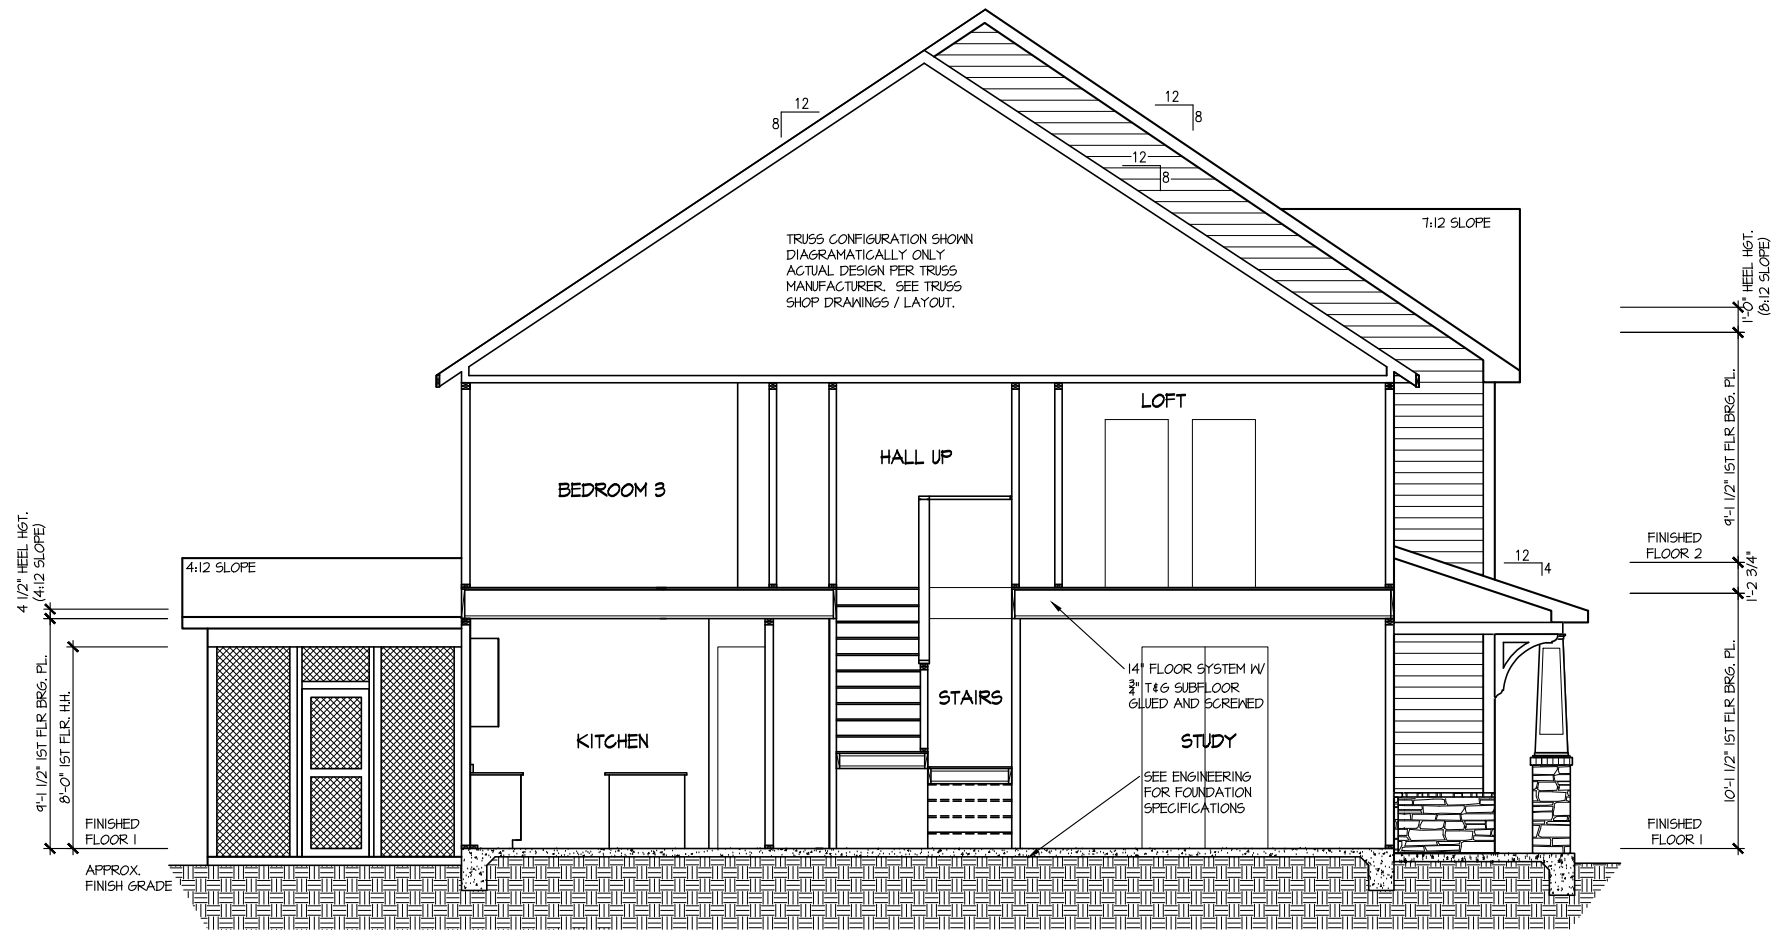 12
8
12
8
12
8
7:12 SLOPE
TRUSS CONFIGURATION SHOWN
DIAGRAMATICALLY ONLY
ACTUAL DESIGN PER TRUSS
MANUFACTURER. SEE TRUSS
SHOP DRAWINGS / LAYOUT.
1'-0" HEEL HGT.
(8:12 SLOPE)
9'-1 1/2" 1ST FLR BRG. PL.
LOFT
HALL UP
BEDROOM 3
FINISHED
FLOOR 2
12
4
1'-2 3/4"
4 1/2" HEEL HGT.
(4:12 SLOPE)
4:12 SLOPE
14" FLOOR SYSTEM W/
3/4" T&G SUBFLOOR
GLUED AND SCREWED
STAIRS
KITCHEN
STUDY
SEE ENGINEERING
FOR FOUNDATION
SPECIFICATIONS
9'-1 1/2" 1ST FLR BRG. PL.
8'-0" 1ST FLR. H.H.
10'-1 1/2" 1ST FLR BRG. PL.
FINISHED
FLOOR 1
FINISHED
FLOOR 1
APPROX.
FINISH GRADE